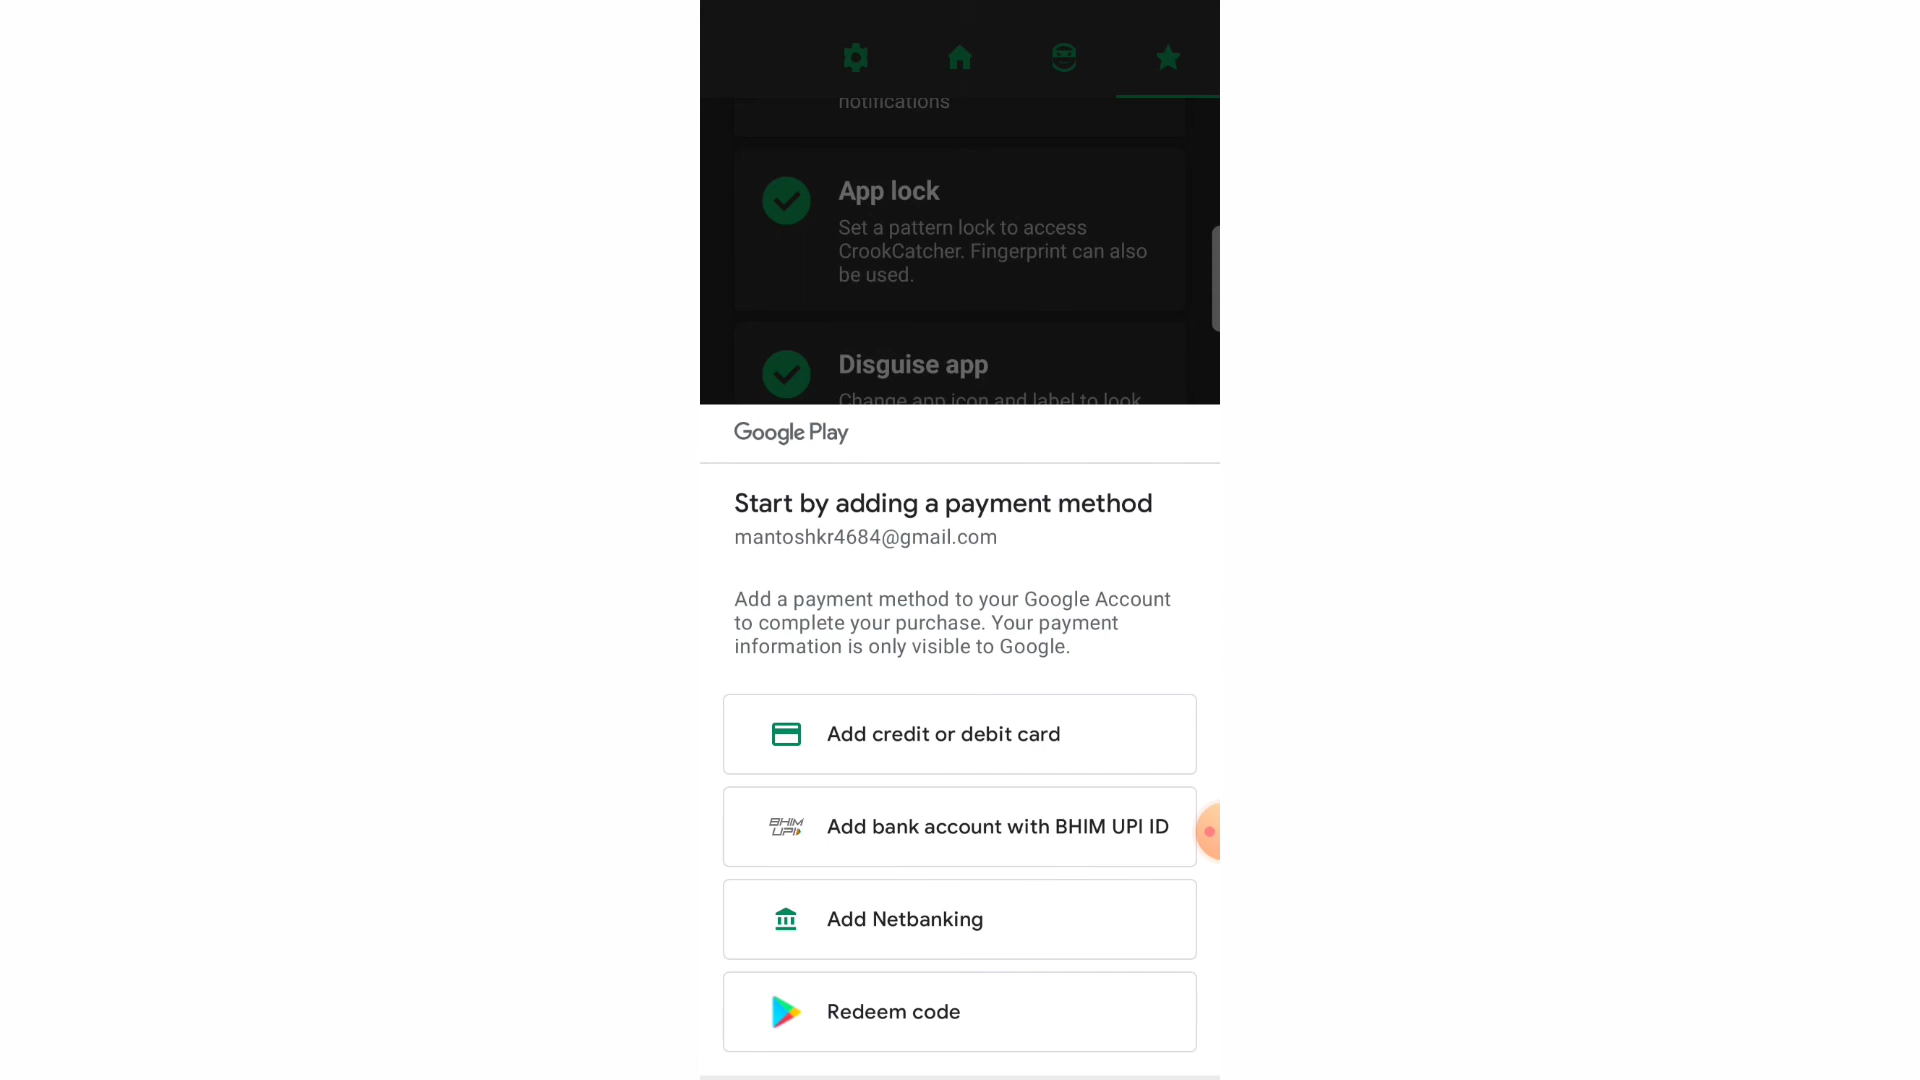 notifications
App lock
Set a pattern lock to access
CrookCatcher. Fingerprint can also
be used.
Disguise app
Change app icon and label to look
Google Play
Start by adding a payment method
mantoshkr4684@gmail.com
Add a payment method to your Google Account
to complete your purchase. Your payment
information is only visible to Google.
Add credit or debit card
BHIM
UPI
Add bank account with BHIM UPI ID
Add Netbanking
Redeem code